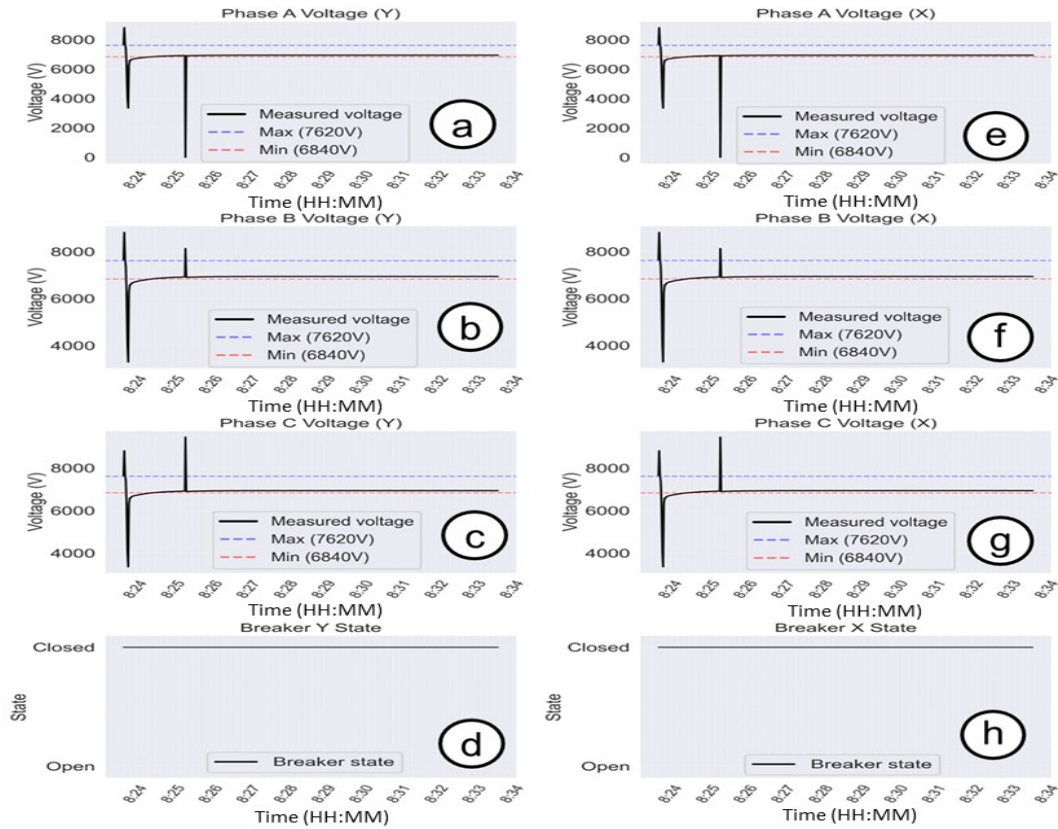 Phase A Voltage (Y)
Voltage (V)
8000
6000
4000
2000
0
Measured voltage
Max (7620V)
Min (6840V)
a
8:24 8:25 8:26 8:27 8:28 8:29 8:30 8:31 8:32 8:33 8:34
Time (HH:MM)
Phase A Voltage (X)
Voltage (V)
8000
6000
4000
2000
0
Measured voltage
Max (7620V)
Min (6840V)
e
8:24 8:25 8:26 8:27 8:28 8:29 8:30 8:31 8:32 8:33 8:34
Time (HH:MM)
Phase B Voltage (Y)
Voltage (V)
8000
6000
4000
Measured voltage
Max (7620V)
Min (6840V)
b
8:24 8:25 8:26 8:27 8:28 8:29 8:30 8:31 8:32 8:33 8:34
Time (HH:MM)
Phase B Voltage (X)
Voltage (V)
8000
6000
4000
Measured voltage
Max (7620V)
Min (6840V)
f
8:24 8:25 8:26 8:27 8:28 8:29 8:30 8:31 8:32 8:33 8:34
Time (HH:MM)
Phase C Voltage (Y)
Voltage (V)
8000
6000
4000
Measured voltage
Max (7620V)
Min (6840V)
c
8:24 8:25 8:26 8:27 8:28 8:29 8:30 8:31 8:32 8:33 8:34
Time (HH:MM)
Phase C Voltage (X)
Voltage (V)
8000
6000
4000
Measured voltage
Max (7620V)
Min (6840V)
g
8:24 8:25 8:26 8:27 8:28 8:29 8:30 8:31 8:32 8:33 8:34
Time (HH:MM)
Breaker Y State
State
Closed
Open
Breaker state
d
8:24 8:25 8:26 8:27 8:28 8:29 8:30 8:31 8:32 8:33 8:34
Time (HH:MM)
Breaker X State
State
Closed
Open
Breaker state
h
8:24 8:25 8:26 8:27 8:28 8:29 8:30 8:31 8:32 8:33 8:34
Time (HH:MM)